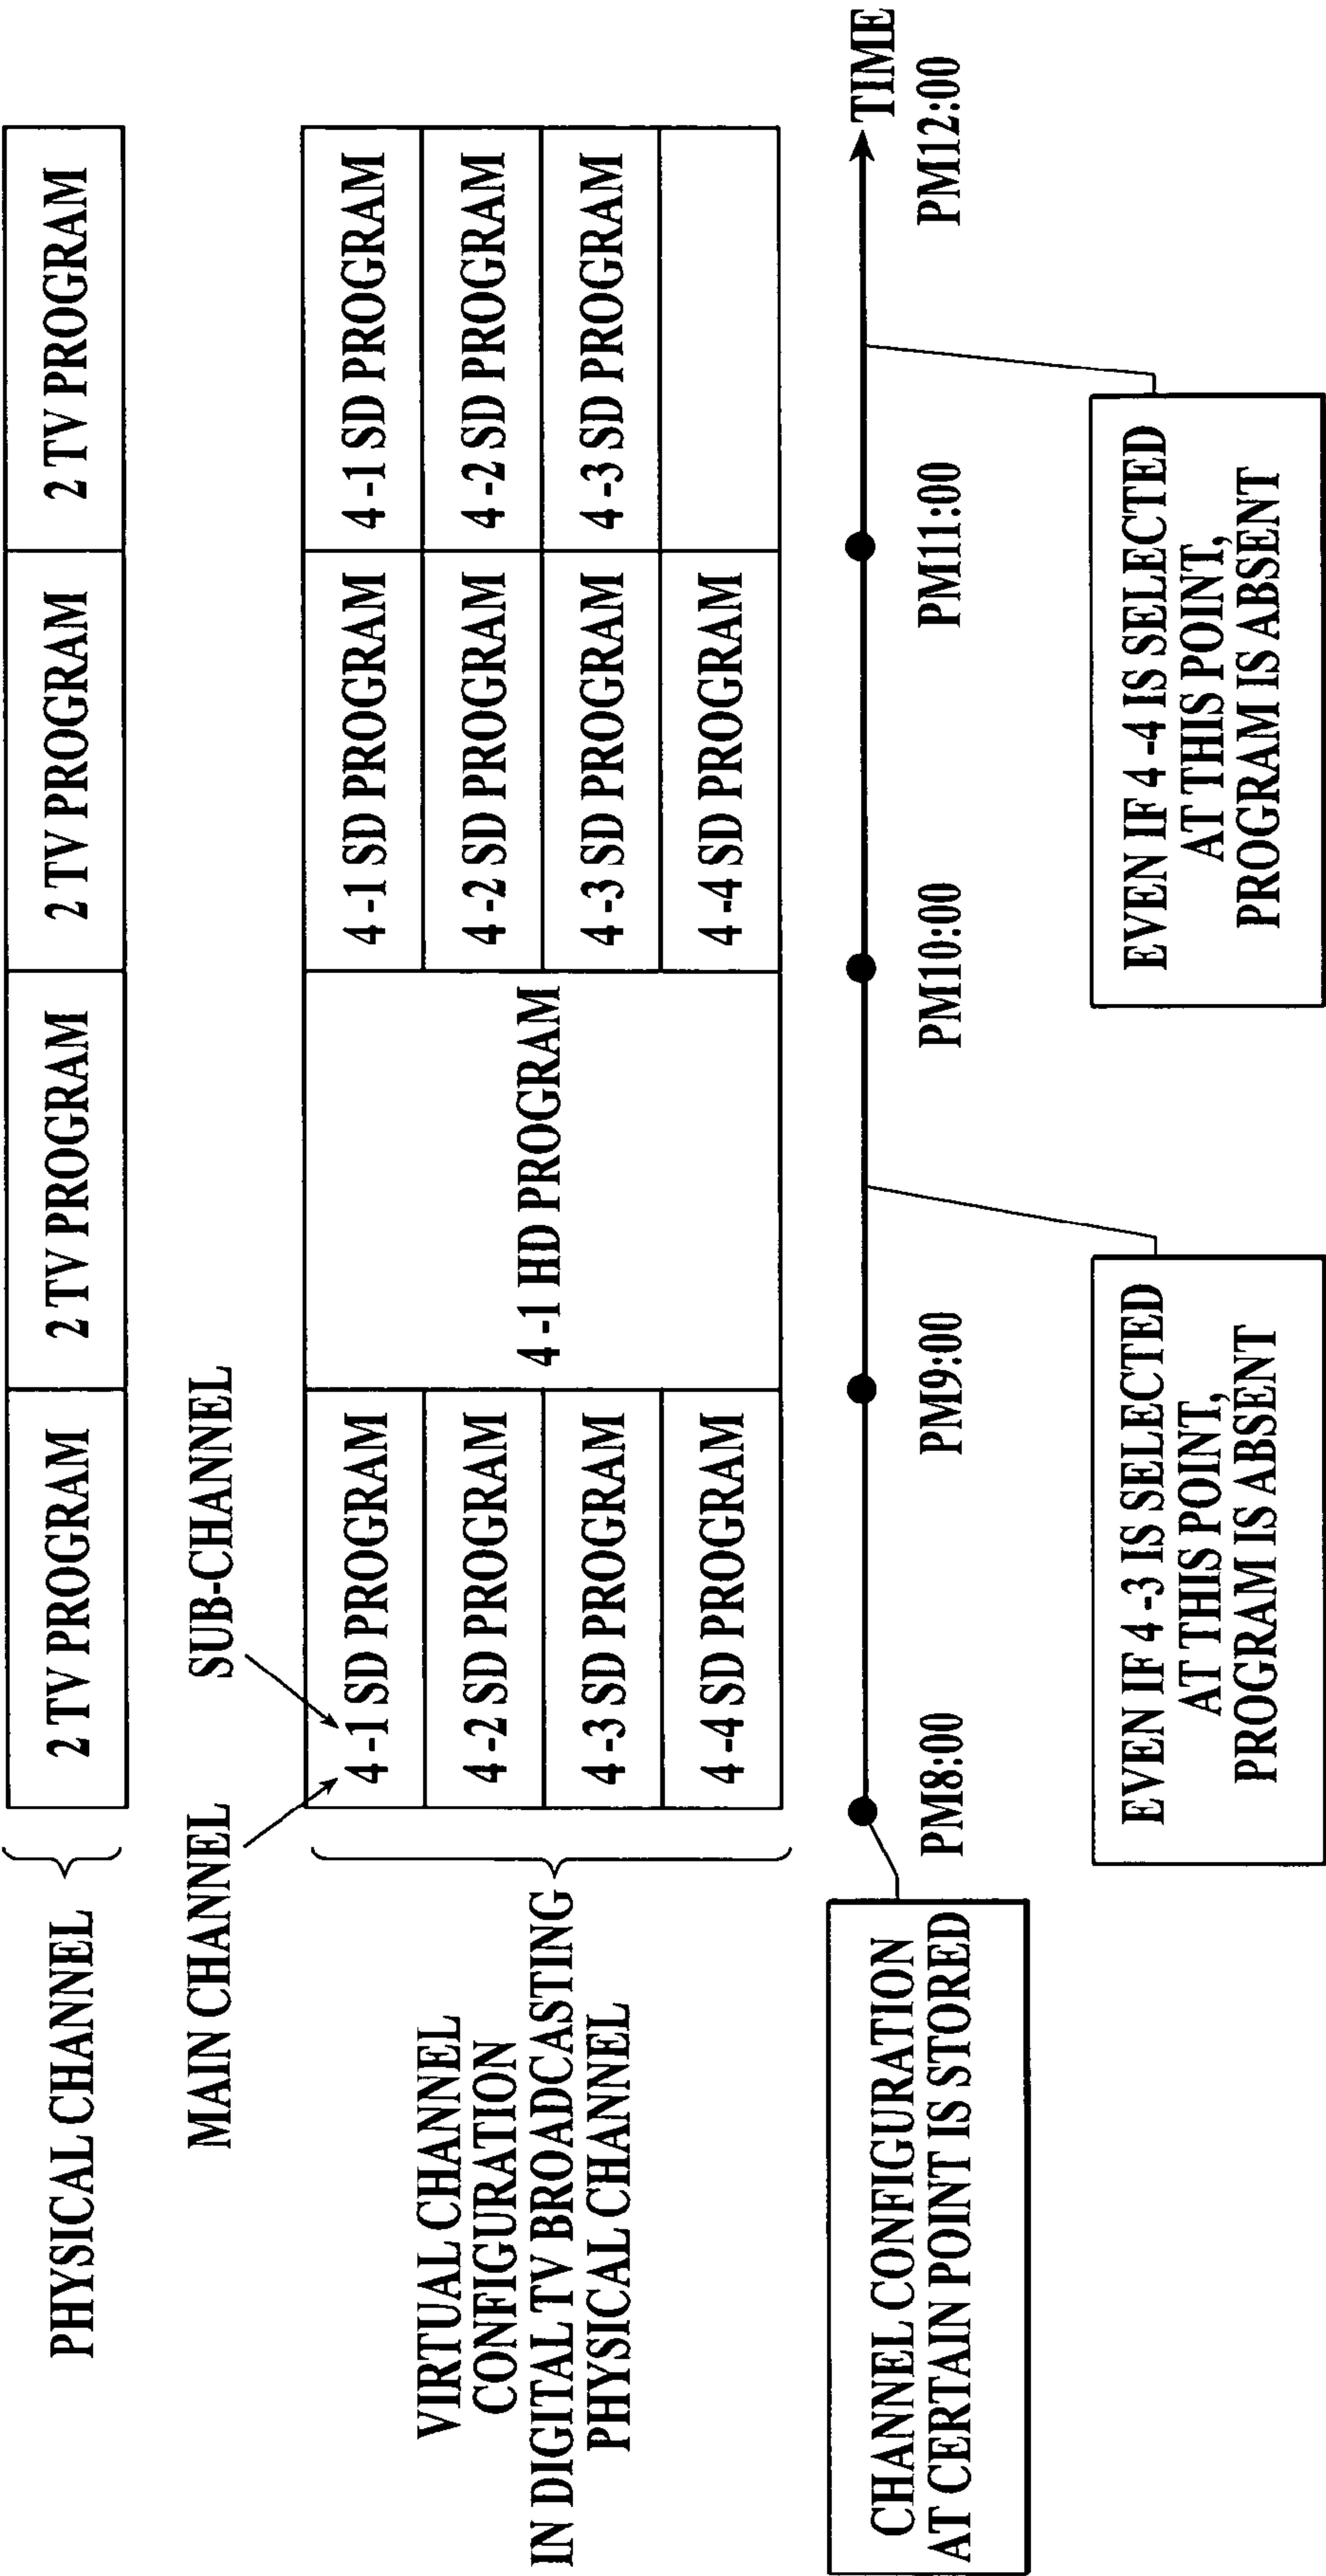 PHYSICAL CHANNEL
2 TV PROGRAM
2 TV PROGRAM
2 TV PROGRAM
2 TV PROGRAM
MAIN CHANNEL
SUB-CHANNEL
VIRTUAL CHANNEL
CONFIGURATION
IN DIGITAL TV BROADCASTING
PHYSICAL CHANNEL
4 -1 SD PROGRAM
4 -2 SD PROGRAM
4 -3 SD PROGRAM
4 -4 SD PROGRAM
4 -1 HD PROGRAM
4 -1 SD PROGRAM
4 -2 SD PROGRAM
4 -3 SD PROGRAM
4 -4 SD PROGRAM
4 -1 SD PROGRAM
4 -2 SD PROGRAM
4 -3 SD PROGRAM
TIME
PM8:00
PM9:00
PM10:00
PM11:00
PM12:00
CHANNEL CONFIGURATION
AT CERTAIN POINT IS STORED
EVEN IF 4 -3 IS SELECTED
AT THIS POINT,
PROGRAM IS ABSENT
EVEN IF 4 -4 IS SELECTED
AT THIS POINT,
PROGRAM IS ABSENT